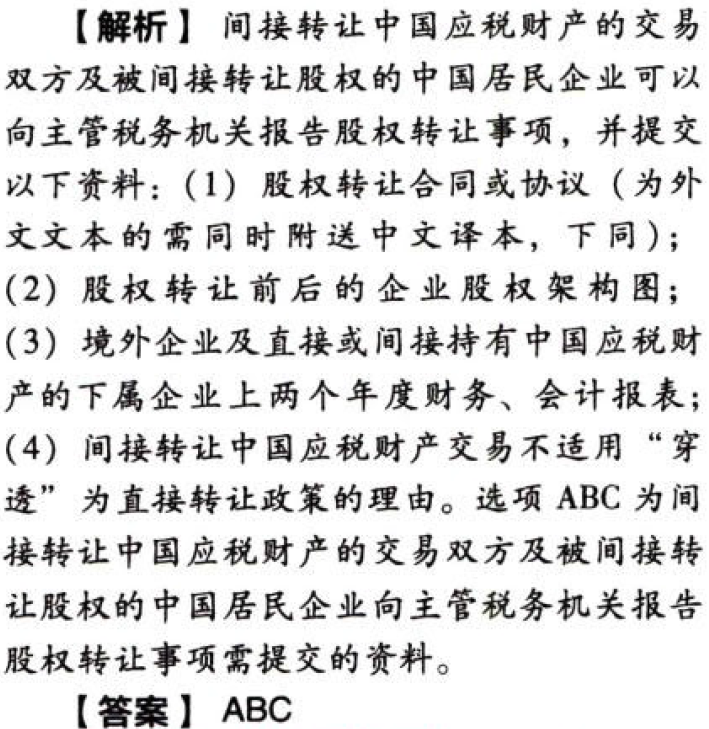 【解析】 间接转让中国应税财产的交易
双方及被间接转让股权的中国居民企业可以
向主管税务机关报告股权转让事项，并提交
以下资料：(1) 股权转让合同或协议（为外
文文本的需同时附送中文译本，下同）；
(2) 股权转让前后的企业股权架构图；
(3) 境外企业及直接或间接持有中国应税财
产的下属企业上两个年度财务、会计报表；
(4) 间接转让中国应税财产交易不适用“穿
透”为直接转让政策的理由。选项 ABC 为间
接转让中国应税财产的交易双方及被间接转
让股权的中国居民企业向主管税务机关报告
股权转让事项需提交的资料。
【答案】 ABC